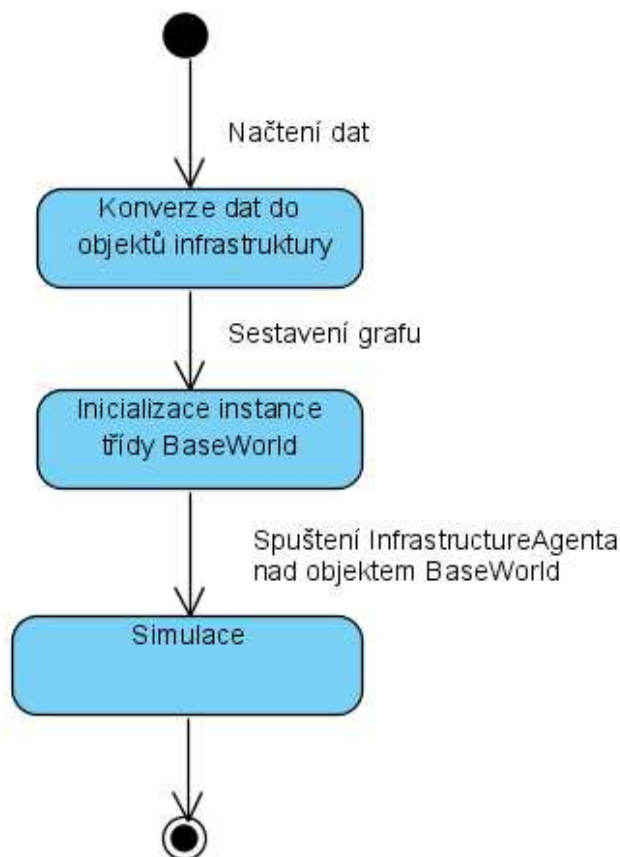 Načtení dat
Konverze dat do
objektů infrastruktury
Sestavení grafu
Inicializace instance
třídy BaseWorld
Spuštení InfrastructureAgenta
nad objektem BaseWorld
Simulace